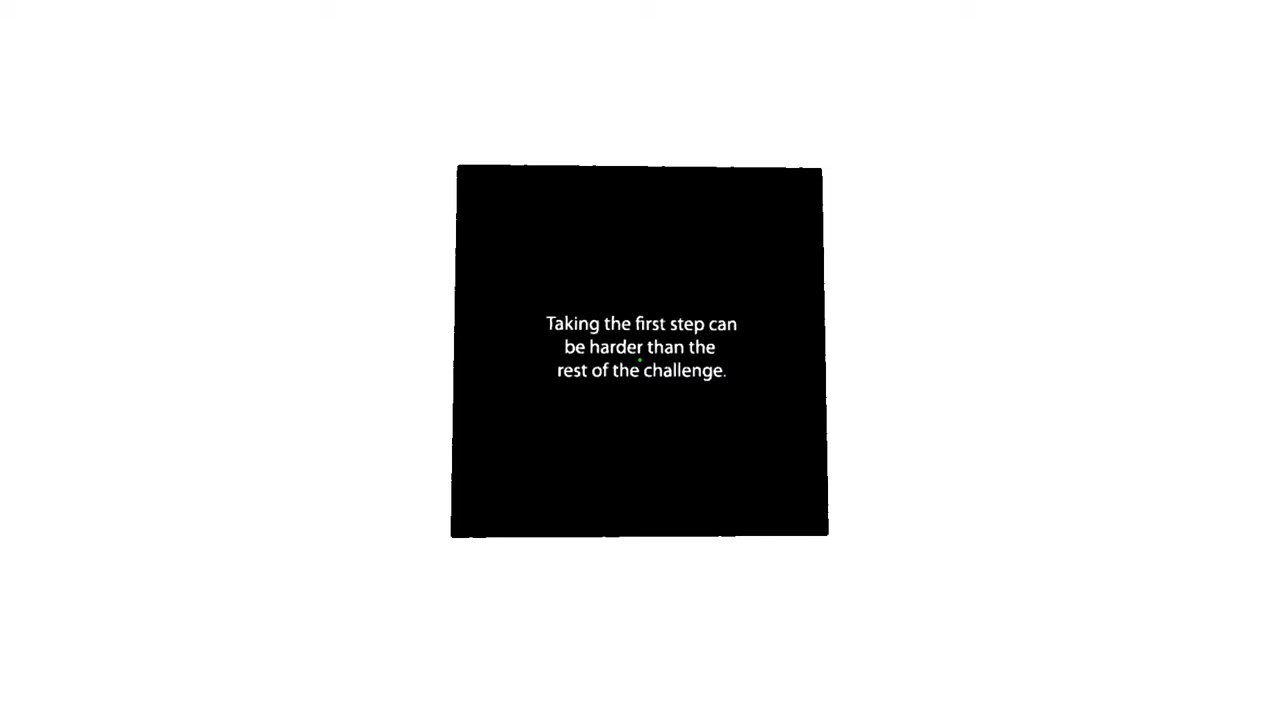 Taking the first step can
be harder than the
rest of the challenge.